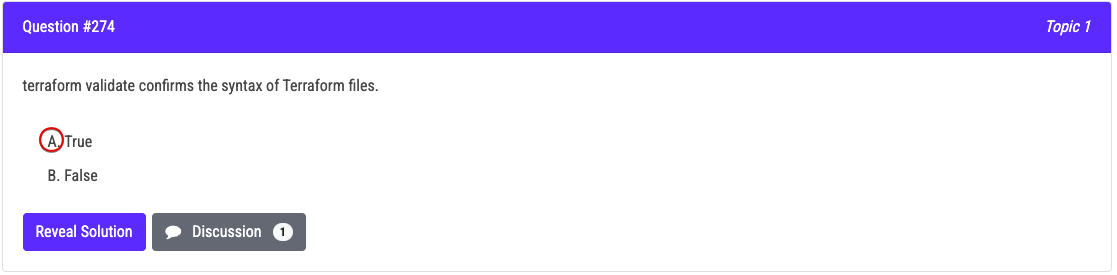 Question #274
Topic 1
terraform validate confirms the syntax of Terraform files.
A. True
B. False
Reveal Solution
Discussion 1